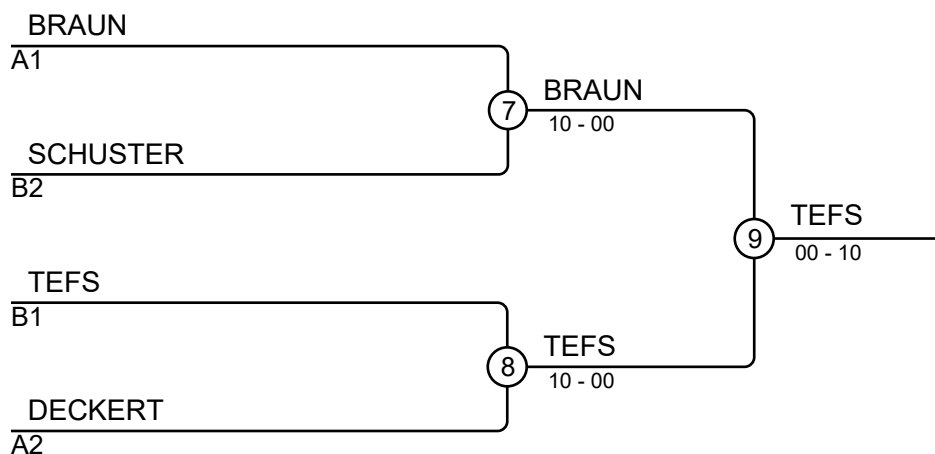 BRAUN
A1
7
BRAUN
10 - 00
SCHUSTER
B2
9
TEFS
00 - 10
TEFS
B1
8
TEFS
10 - 00
DECKERT
A2